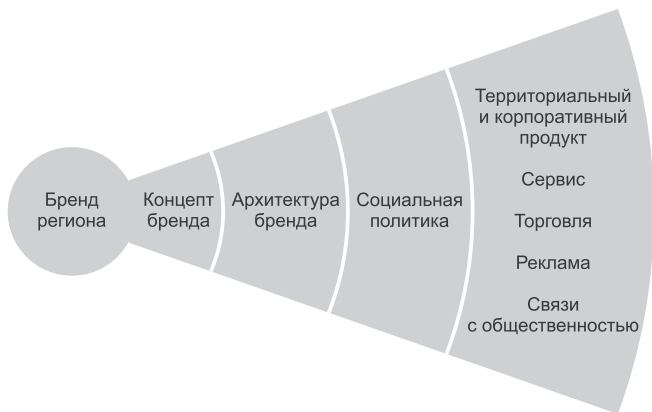 Бренд
региона
Концепт
бренда
Архитектура
бренда
Социальная
политика
Территориальный
и корпоративный
продукт
Сервис
Торговля
Реклама
Связи
с общественностью